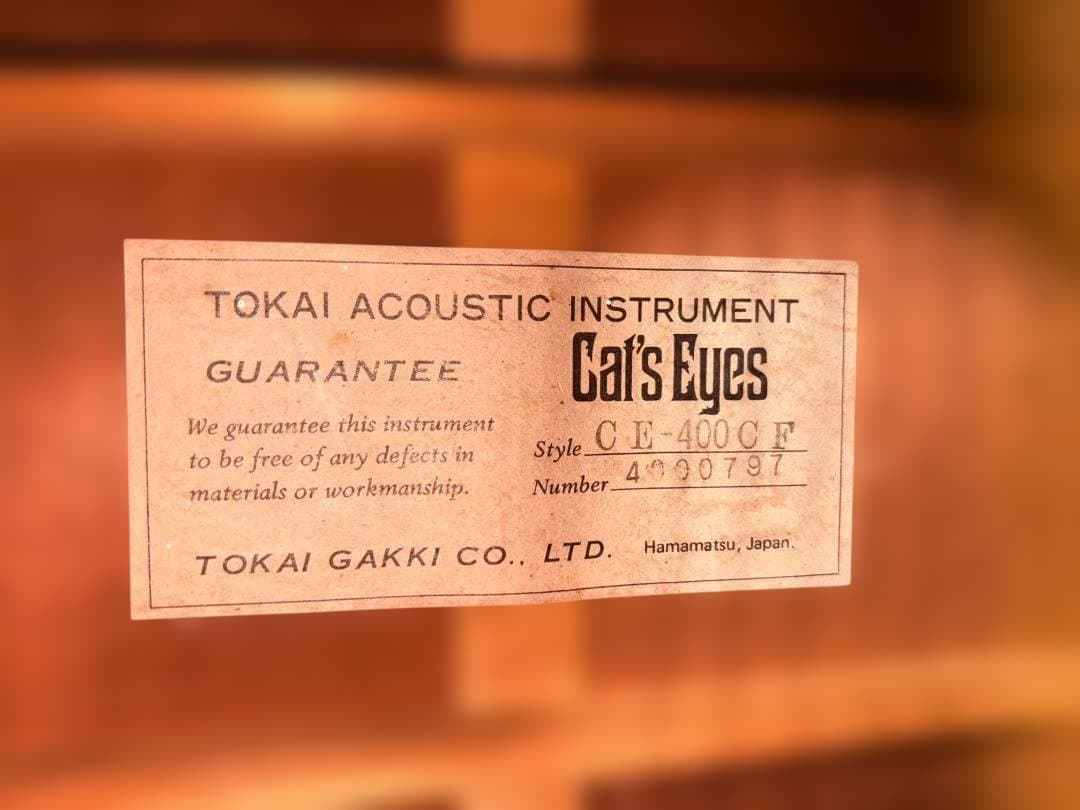 TOKAI ACOUSTIC INSTRUMENT
GUARANTEE
Cat's Eyes
We guarantee this instrument
to be free of any defects in
materials or workmanship.
Style CE-400CF
Number 4000797
TOKAI GAKKI CO., LTD. Hamamatsu, Japan.